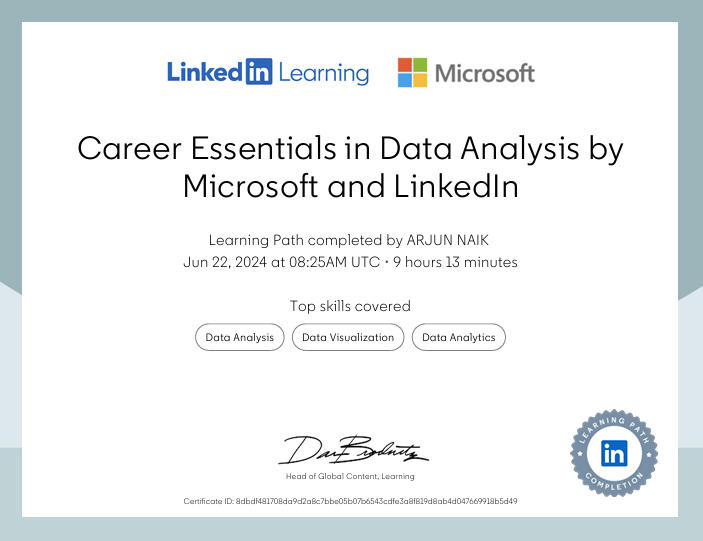 Linked in Learning Microsoft
Career Essentials in Data Analysis by
Microsoft and LinkedIn
Learning Path completed by ARJUN NAIK
Jun 22, 2024 at 08:25AM UTC • 9 hours 13 minutes
Top skills covered
Data Analysis Data Visualization Data Analytics
Head of Global Content, Learning
LEARNING PATH
in
COMPLETION
Certificate ID: 8dbdf481708da9d2a8c7bbe05b07b6543cdfe3a8f819d8ab4d047669918b5d49